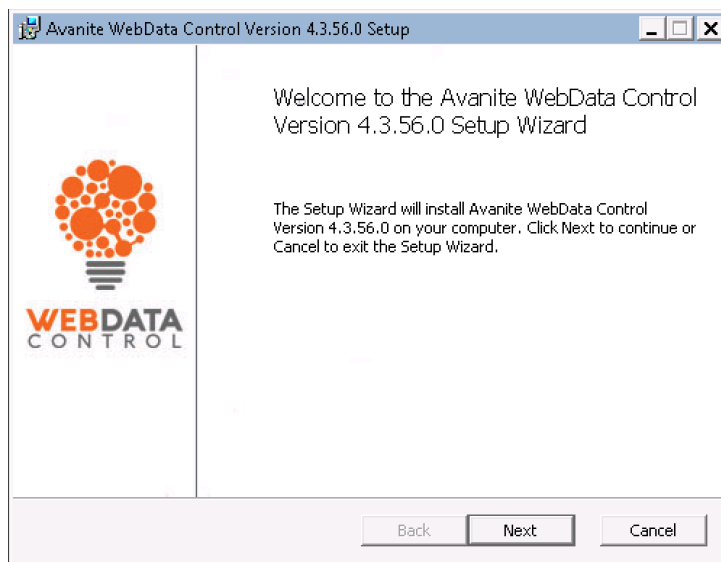 Avanite WebData Control Version 4.3.56.0 Setup
Welcome to the Avanite WebData Control
Version 4.3.56.0 Setup Wizard
The Setup Wizard will install Avanite WebData Control
Version 4.3.56.0 on your computer. Click Next to continue or
Cancel to exit the Setup Wizard.
WEBDATA
CONTROL
Back
Next
Cancel